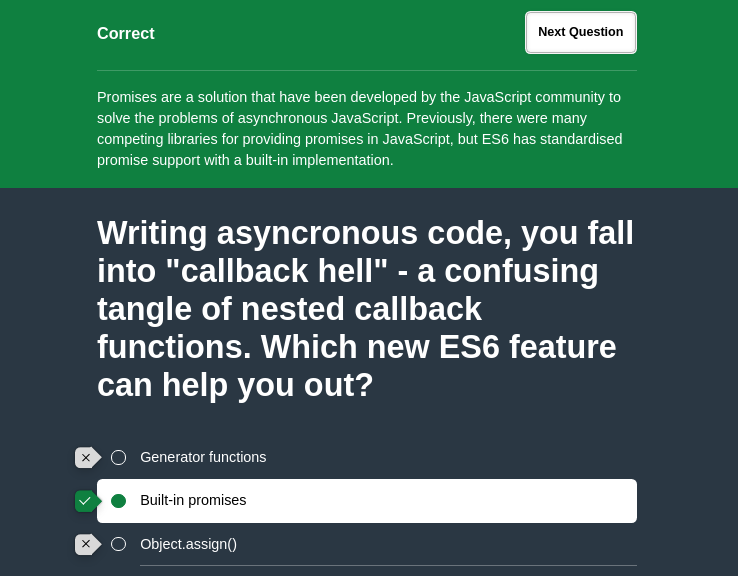 Correct
Next Question
Promises are a solution that have been developed by the JavaScript community to
solve the problems of asynchronous JavaScript. Previously, there were many
competing libraries for providing promises in JavaScript, but ES6 has standardised
promise support with a built-in implementation.
Writing asyncronous code, you fall
into "callback hell" - a confusing
tangle of nested callback
functions. Which new ES6 feature
can help you out?
Generator functions
Built-in promises
Object.assign()